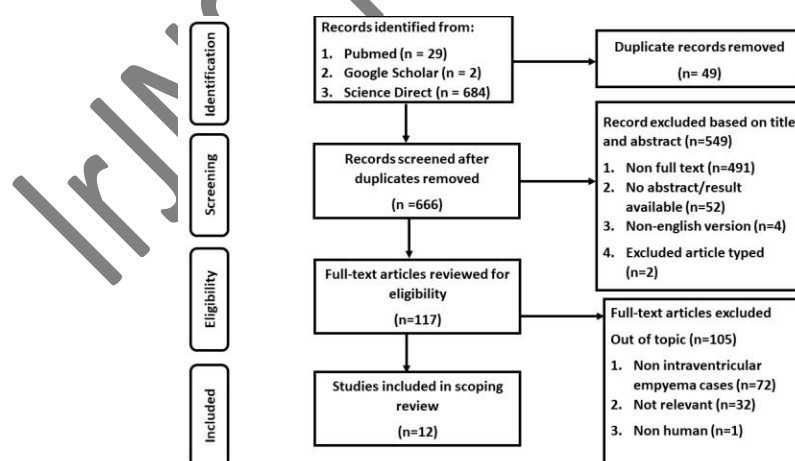 Identification
Records identified from:
1. Pubmed (n = 29)
2. Google Scholar (n = 2)
3. Science Direct (n = 684)
Duplicate records removed
(n= 49)
Screening
Records screened after
duplicates removed
(n =666)
Record excluded based on title
and abstract (n=549)
1. Non full text (n=491)
2. No abstract/result
available (n=52)
3. Non-english version (n=4)
4. Excluded article typed
(n=2)
Eligibility
Full-text articles reviewed for
eligibility
(n=117)
Full-text articles excluded
Out of topic (n=105)
1. Non intraventricular
empyema cases (n=72)
2. Not relevant (n=32)
3. Non human (n=1)
Included
Studies included in scoping
review
(n=12)